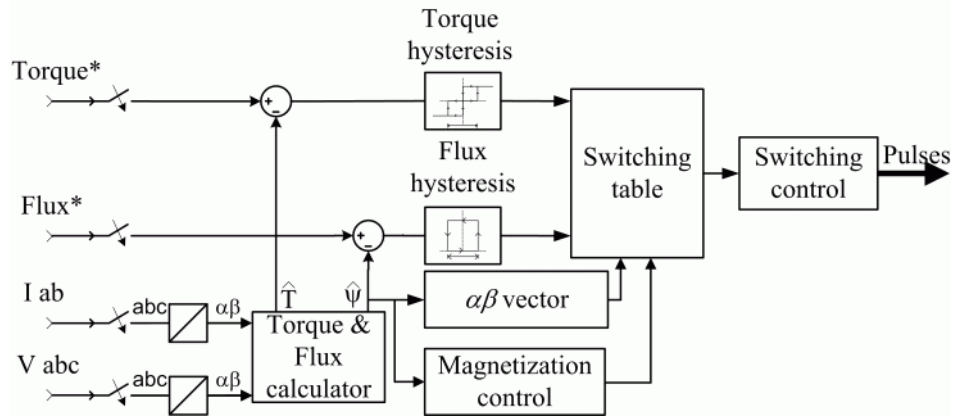 Torque
hysteresis
Torque*
+
-
Flux
hysteresis
Switching
table
Switching
control
Pulses
Flux*
+
-
I ab
abc
αβ
T̂
ψ̂
αβ vector
Torque &
Flux
calculator
V abc
abc
αβ
Magnetization
control